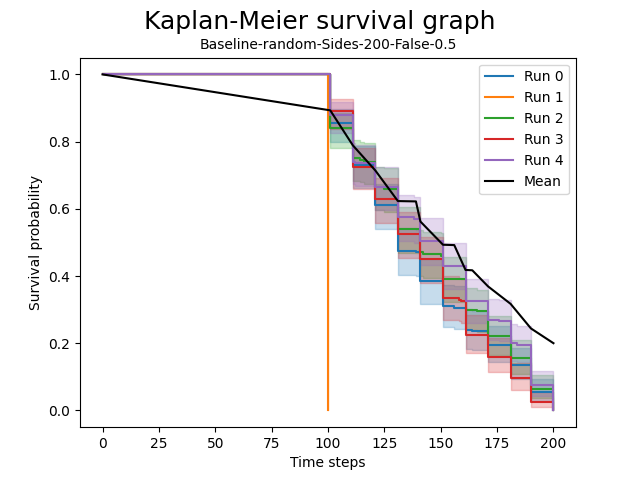 Kaplan-Meier survival graph
Baseline-random-Sides-200-False-0.5
Survival probability
1.0
0.8
0.6
0.4
0.2
0.0
Run 0
Run 1
Run 2
Run 3
Run 4
Mean
0 25 50 75 100 125 150 175 200
Time steps